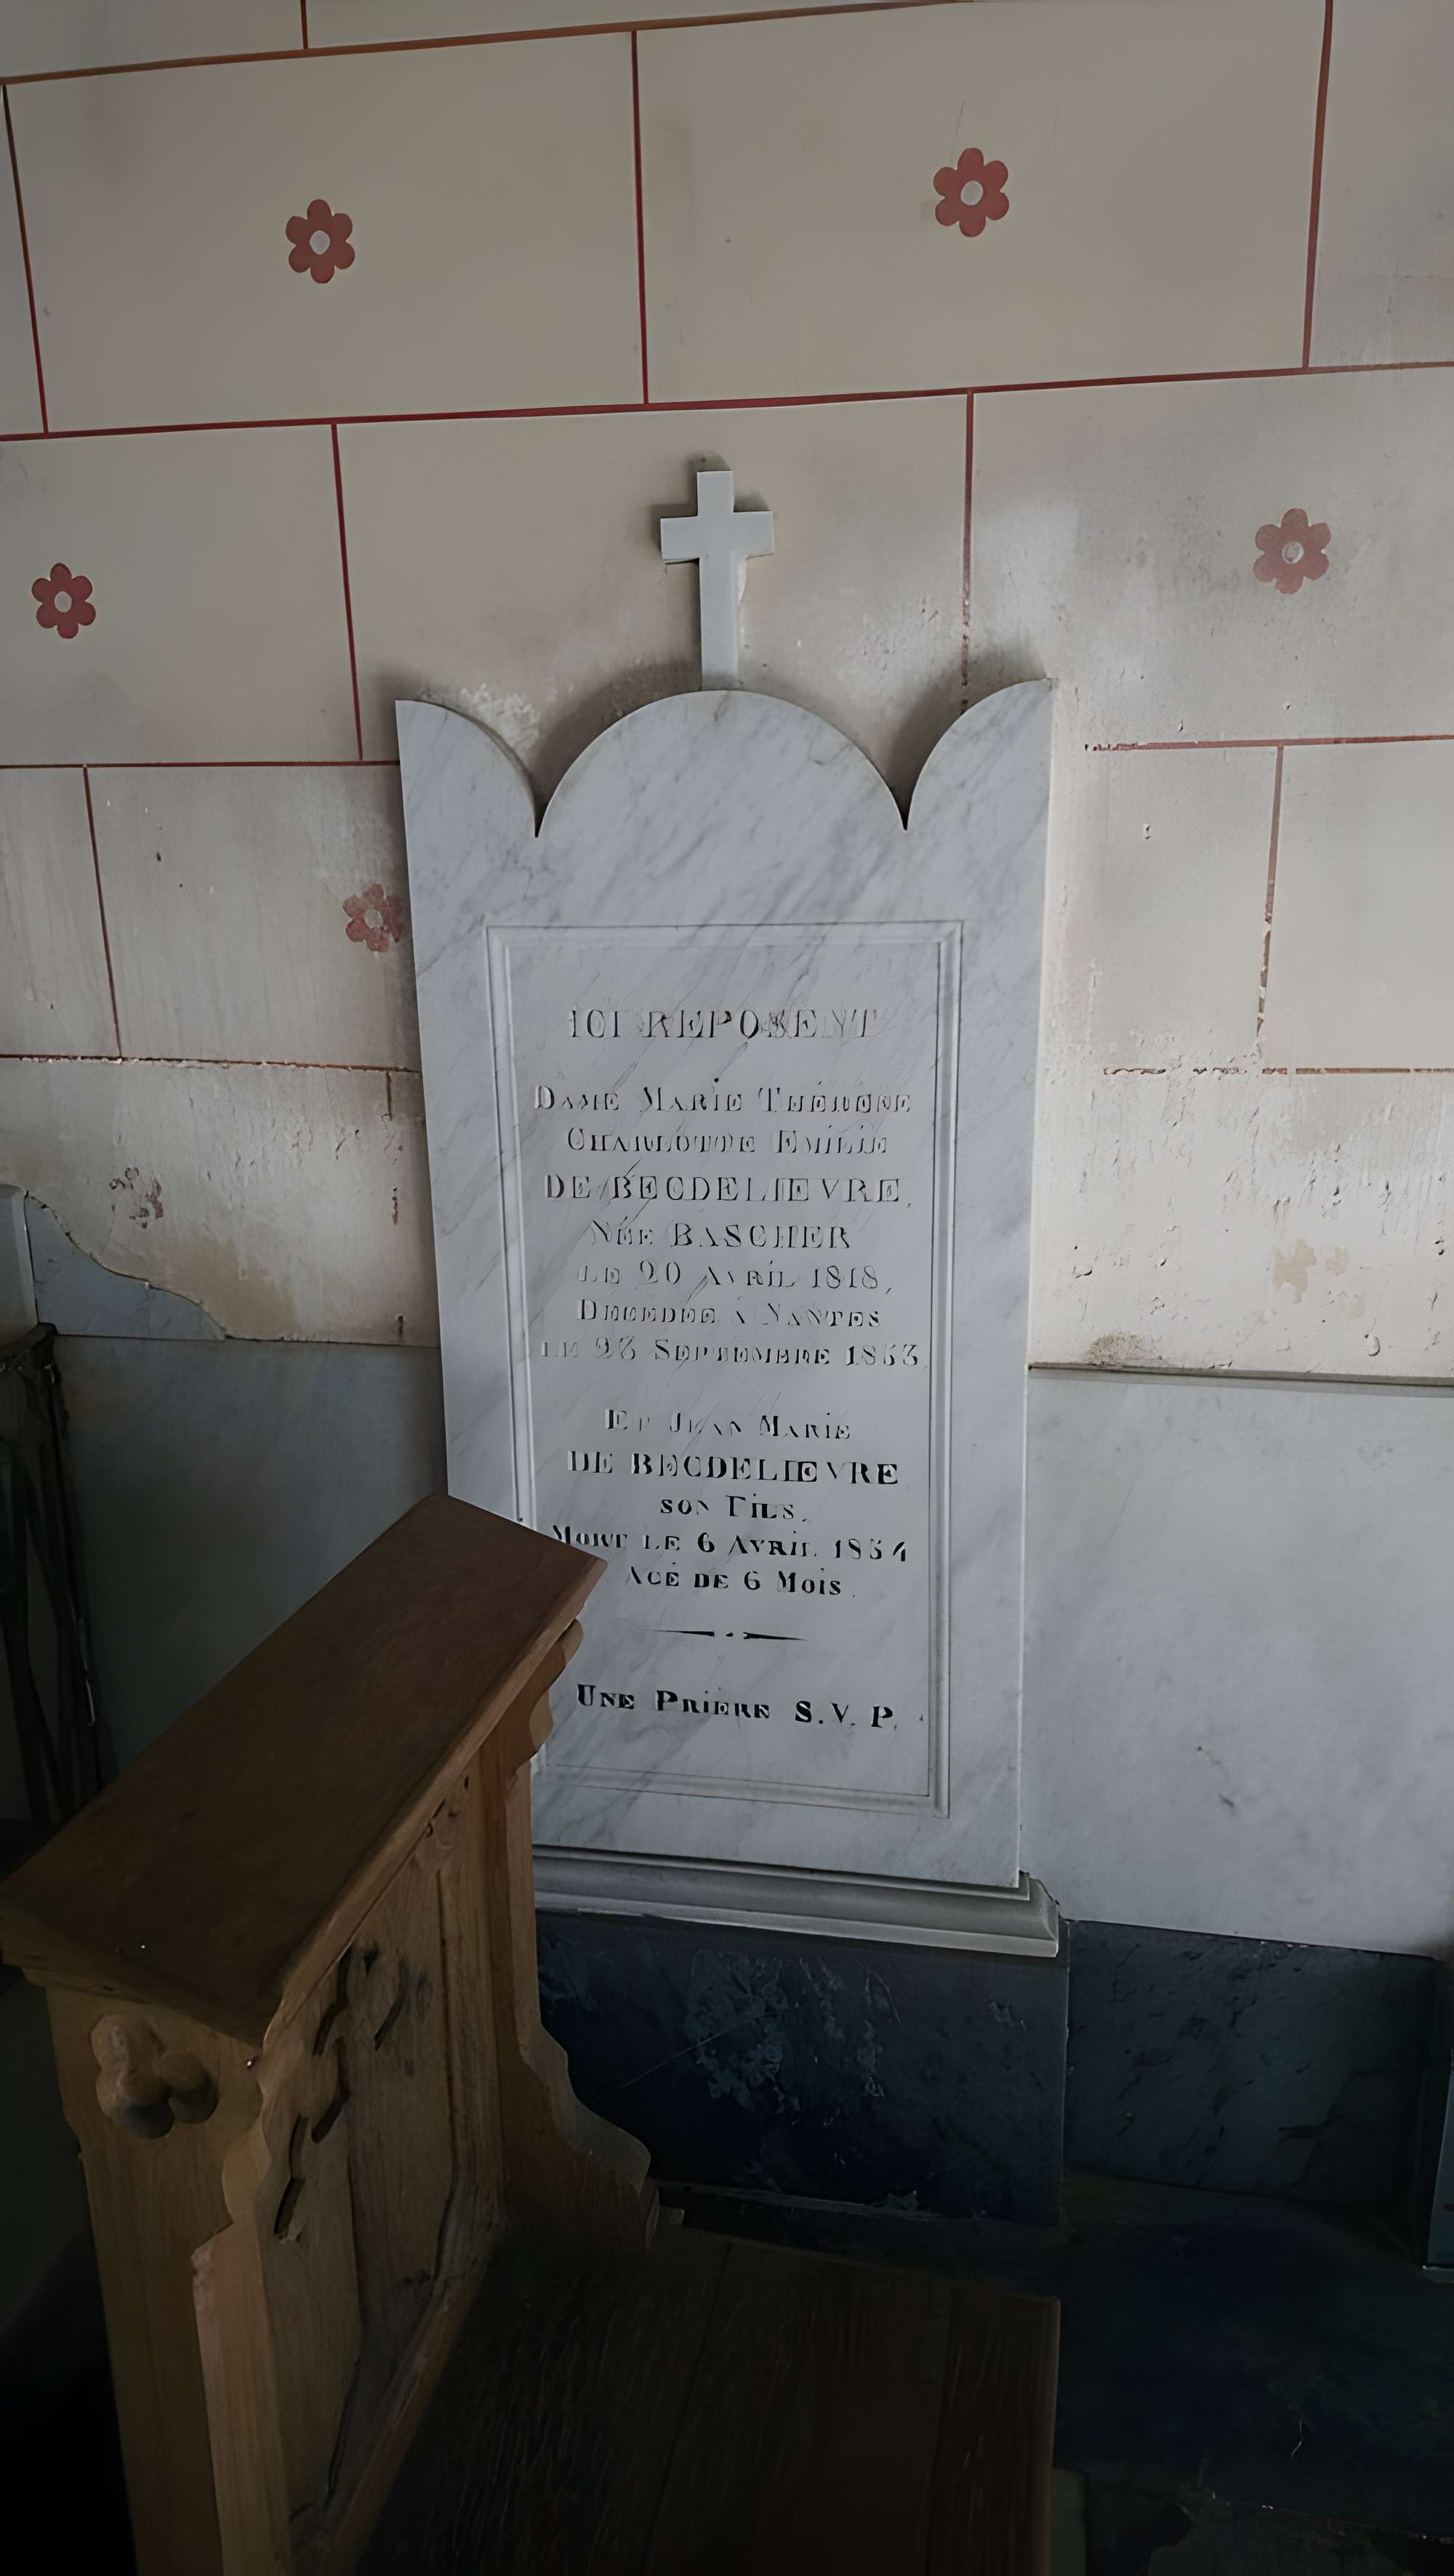 ICI REPOSENT
DAME MARIE THÉRÈSE
CHARLOTTE EMILIE
DE BECDELIEVRE,
NÉE BASCHER
LE 20 AVRIL 1818,
DÉCÉDÉE A NANTES
LE 23 SEPTEMBRE 1853
ET JEAN MARIE
DE BECDELIEVRE
SON FILS,
MORT LE 6 AVRIL 1854
AGÉ DE 6 MOIS.
UNE PRIÈRE S.V.P.